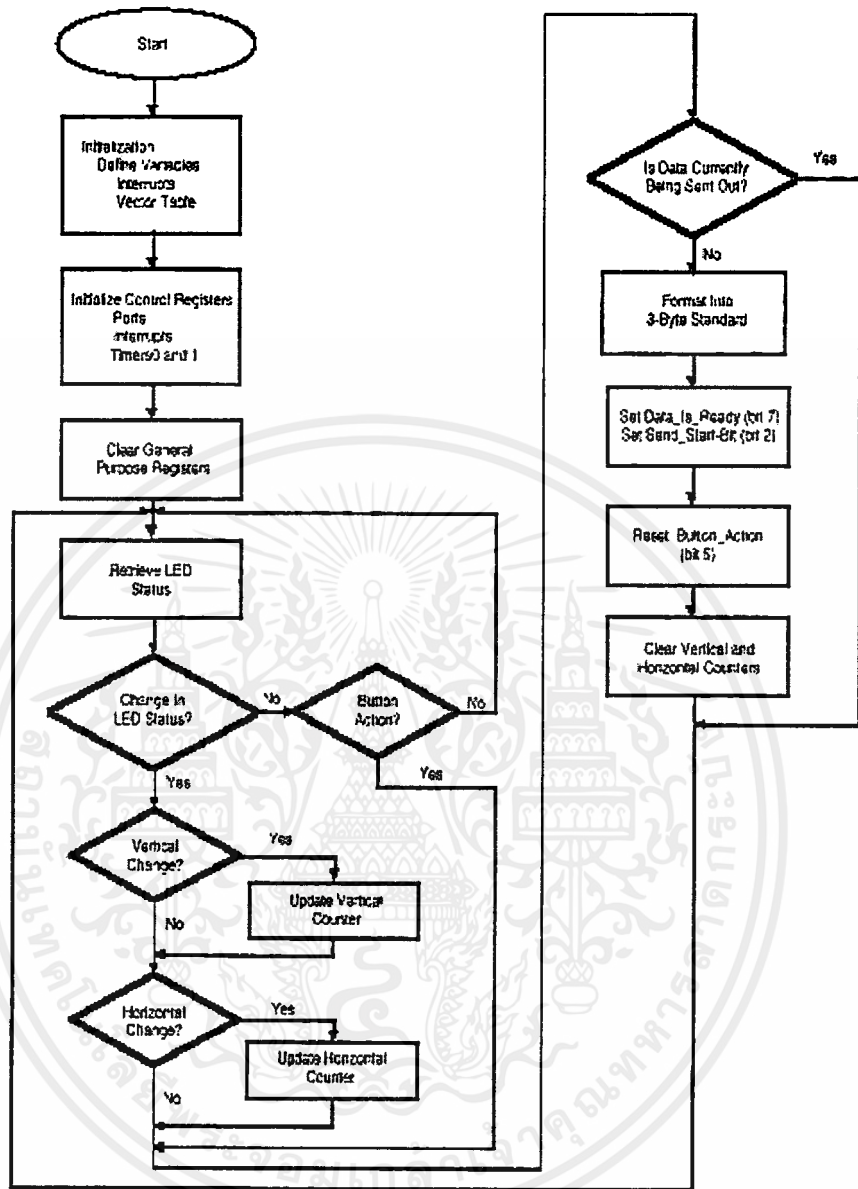 Start
Initialization
Define Variables
Interrupts
Vector Table
Initialize Control Registers
Ports
Interrupts
Timers0 and 1
Clear General
Purpose Registers
Retrieve LED
Status
Change in
LED Status?
No
Button
Action?
No
Yes
Yes
Vertical
Change?
Yes
Update Vertical
Counter
No
Horizontal
Change?
Yes
Update Horizontal
Counter
No
Is Data Currently
Being Sent Out?
Yes
No
Format Into
3-Byte Standard
Set Data_Is_Ready (bit 7)
Set Send_Start-Bit (bit 2)
Reset Button_Action
(bit 5)
Clear Vertical and
Horizontal Counters